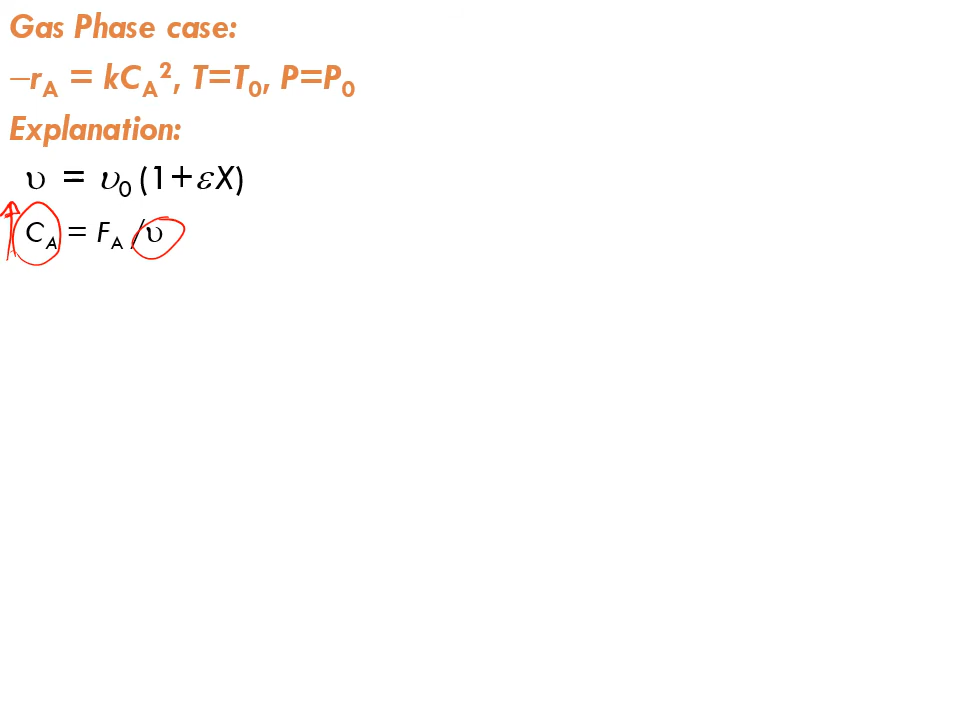 Gas Phase case:
–rA = kCA², T=T0, P=P0
Explanation:
υ = υ0 (1+εX)
CA = FA /υ